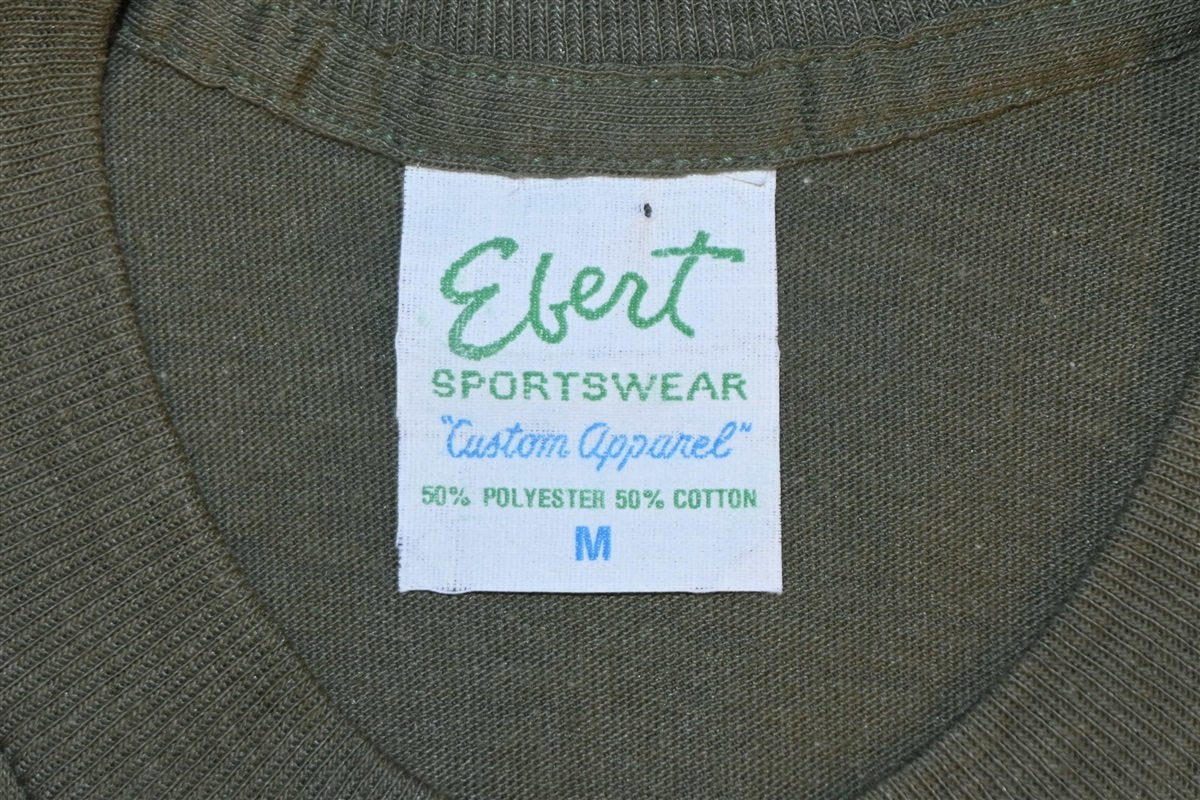 Ebert
SPORTSWEAR
"Custom Apparel"
50% POLYESTER 50% COTTON
M